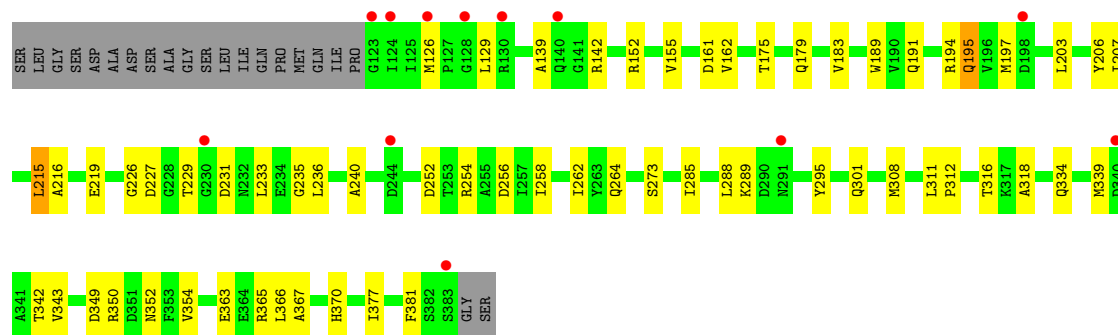 SER LEU GLY SER SER ASP ALA ASP SER ALA GLY SER LEU ILE GLN PRO MET GLN ILE PRO G123 I124 I125 M126 P127 G128 L129 R130 A139 Q140 G141 R142 R152 V155 D161 V162 T175 Q179 V183 W189 V190 Q191 R194 Q195 V196 M197 D198 L203 Y206 I207
L215 A216 E219 G226 D227 G228 T229 G230 D231 N232 L233 E234 G235 L236 A240 D244 D252 T253 R254 A255 D256 I257 I258 I262 Y263 Q264 S273 I285 L288 K289 D290 N291 Y295 Q301 M308 L311 P312 T316 K317 A318 Q334 M339 D340
A341 T342 V343 D349 R350 D351 N352 F353 V354 E363 E364 R365 L366 A367 H370 I377 F381 S382 S383 GLY SER